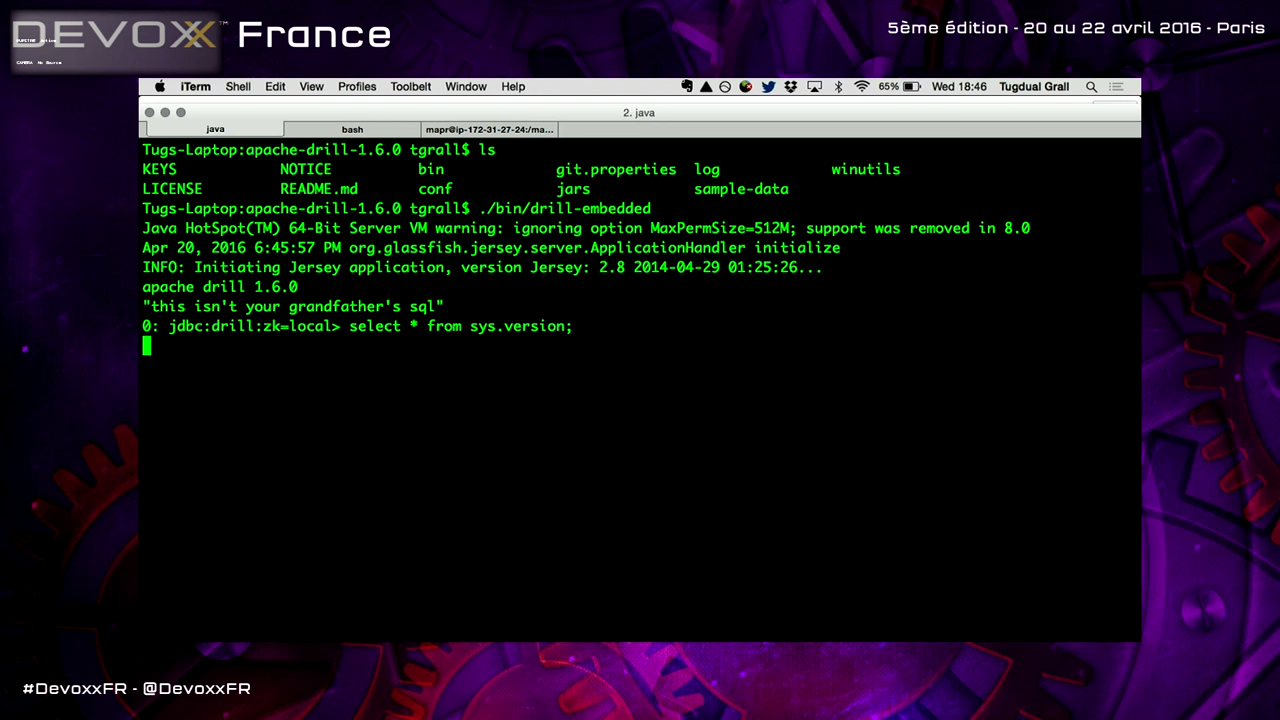 DEVOXX™ France
5ème édition - 20 au 22 avril 2016 - Paris
CAMERA No Source
iTerm Shell Edit View Profiles Toolbelt Window Help 65% Wed 18:46 Tugdual Grall
2. java
java bash mapr@ip-172-31-27-24:/ma...
Tugs-Laptop:apache-drill-1.6.0 tgrall$ ls
KEYS NOTICE bin git.properties log winutils
LICENSE README.md conf jars sample-data
Tugs-Laptop:apache-drill-1.6.0 tgrall$ ./bin/drill-embedded
Java HotSpot(TM) 64-Bit Server VM warning: ignoring option MaxPermSize=512M; support was removed in 8.0
Apr 20, 2016 6:45:57 PM org.glassfish.jersey.server.ApplicationHandler initialize
INFO: Initiating Jersey application, version Jersey: 2.8 2014-04-29 01:25:26...
apache drill 1.6.0
"this isn't your grandfather's sql"
0: jdbc:drill:zk=local> select * from sys.version;
#DevoxxFR - @DevoxxFR